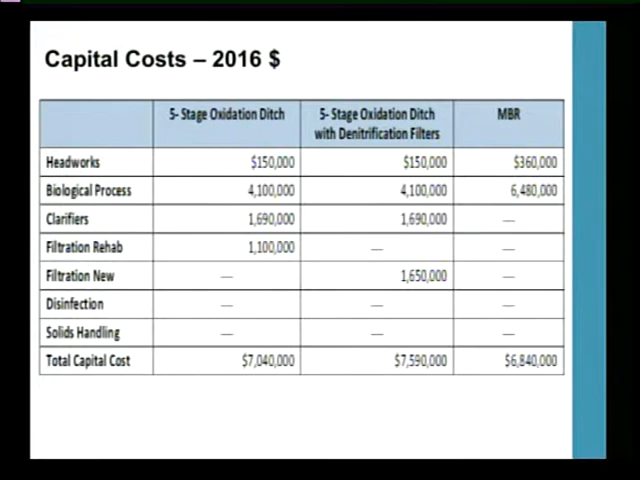 Capital Costs – 2016 $
5- Stage Oxidation Ditch 5- Stage Oxidation Ditch with Denitrification Filters MBR
Headworks $150,000 $150,000 $360,000
Biological Process 4,100,000 4,100,000 6,480,000
Clarifiers 1,690,000 1,690,000 —
Filtration Rehab 1,100,000 — —
Filtration New — 1,650,000 —
Disinfection — — —
Solids Handling — — —
Total Capital Cost $7,040,000 $7,590,000 $6,840,000